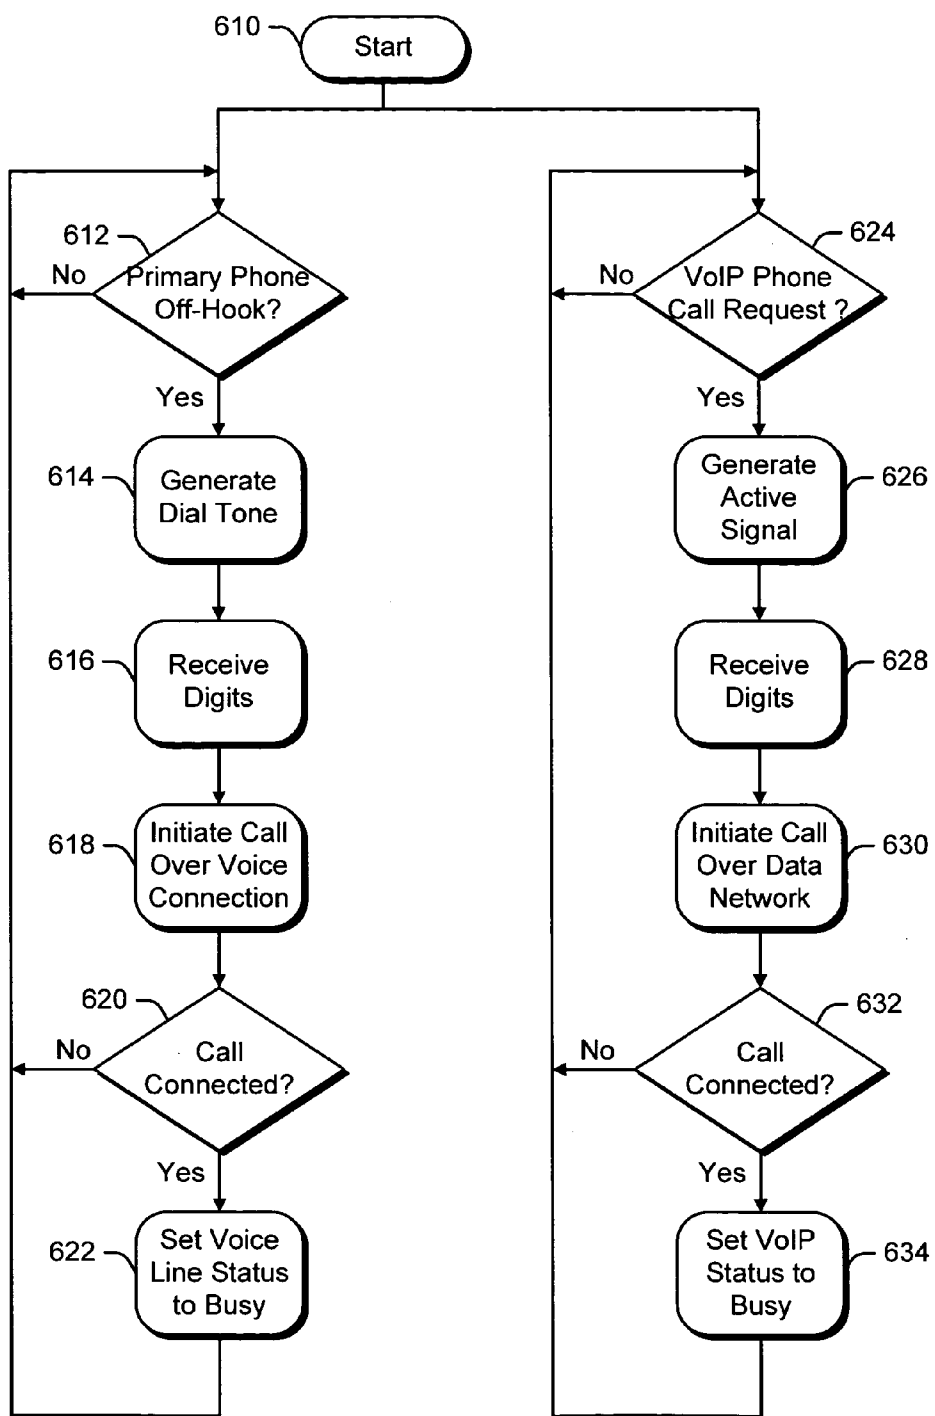 610
Start
612
Primary Phone
Off-Hook?
No
Yes
614
Generate
Dial Tone
616
Receive
Digits
618
Initiate Call
Over Voice
Connection
620
Call
Connected?
No
Yes
622
Set Voice
Line Status
to Busy
624
VoIP Phone
Call Request ?
No
Yes
626
Generate
Active
Signal
628
Receive
Digits
630
Initiate Call
Over Data
Network
632
Call
Connected?
No
Yes
634
Set VoIP
Status to
Busy